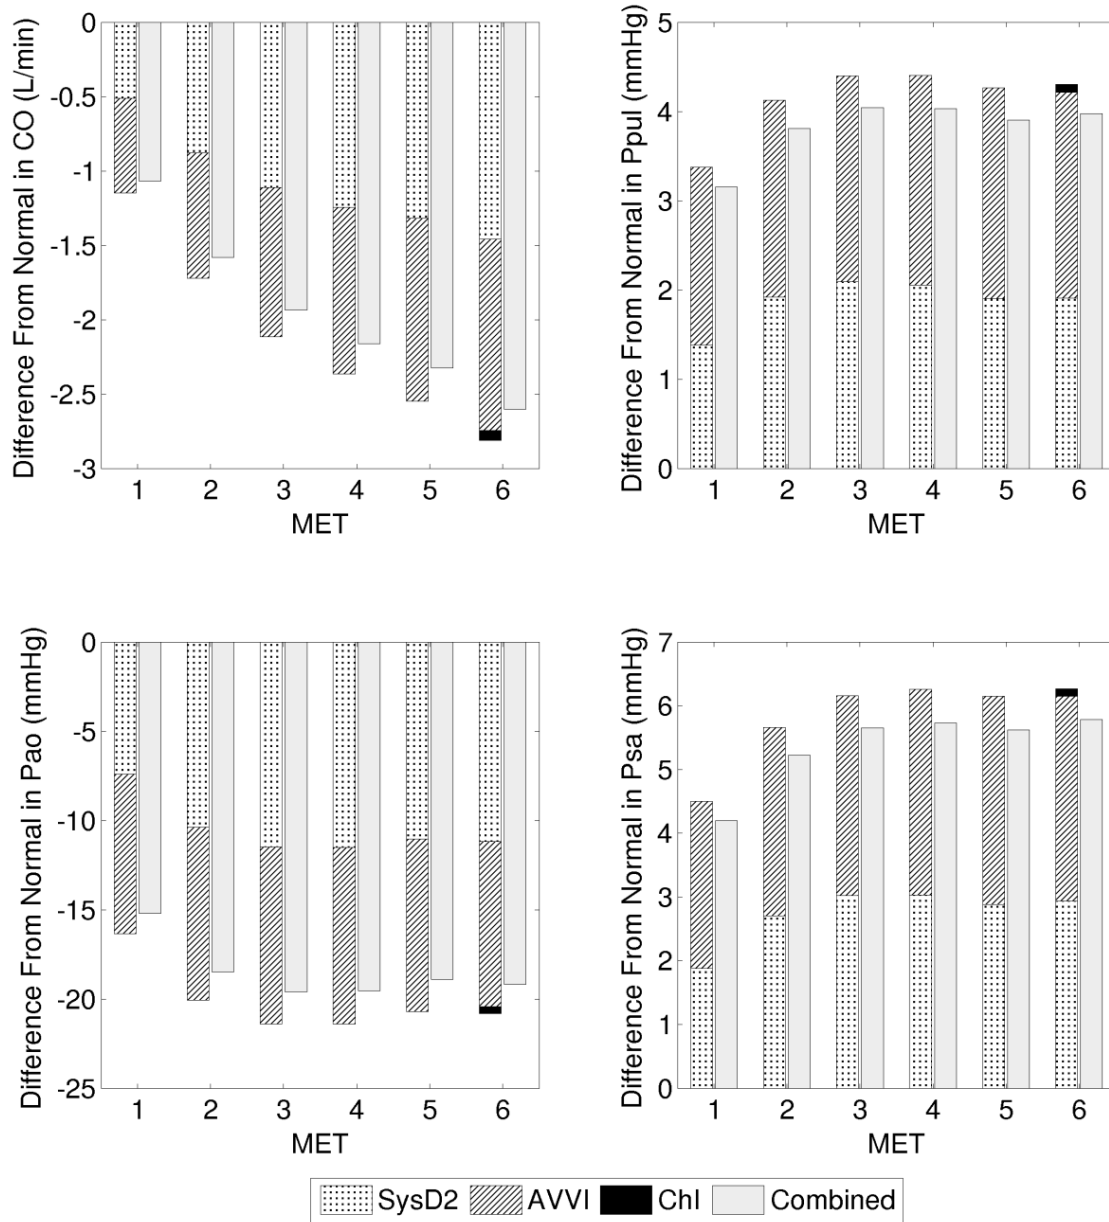 Difference From Normal in CO (L/min)
0
-0.5
-1
-1.5
-2
-2.5
-3
1 2 3 4 5 6
MET
Difference From Normal in Ppul (mmHg)
5
4
3
2
1
0
1 2 3 4 5 6
MET
Difference From Normal in Pao (mmHg)
0
-5
-10
-15
-20
-25
1 2 3 4 5 6
MET
Difference From Normal in Psa (mmHg)
7
6
5
4
3
2
1
0
1 2 3 4 5 6
MET
SysD2 AVVI ChI Combined